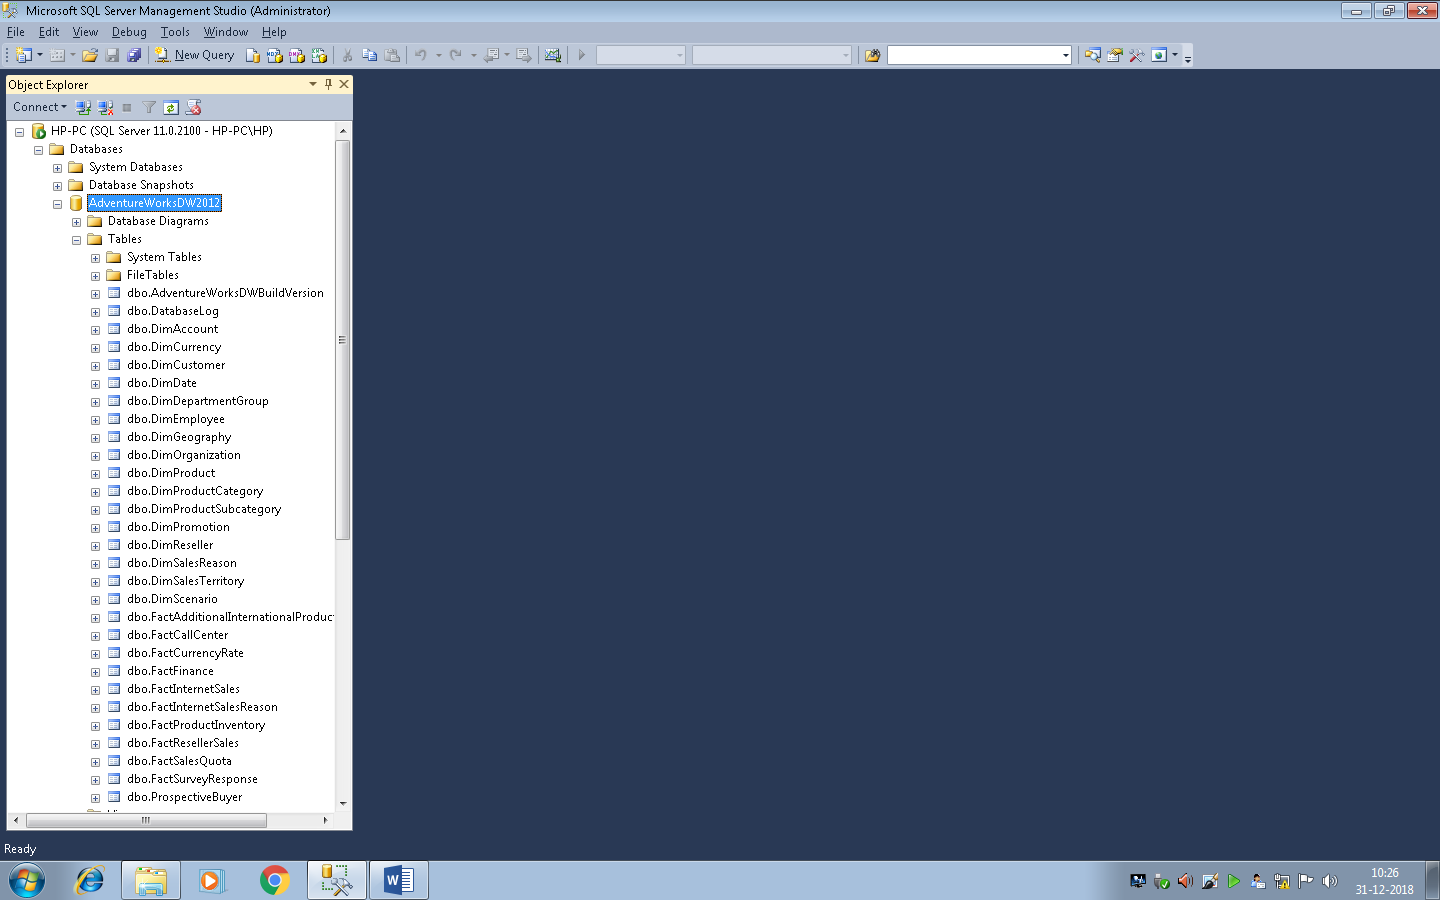 Microsoft SQL Server Management Studio (Administrator)
File Edit View Debug Tools Window Help
New Query
Object Explorer
Connect
HP-PC (SQL Server 11.0.2100 - HP-PC\HP)
Databases
System Databases
Database Snapshots
AdventureWorksDW2012
Database Diagrams
Tables
System Tables
FileTables
dbo.AdventureWorksDWBuildVersion
dbo.DatabaseLog
dbo.DimAccount
dbo.DimCurrency
dbo.DimCustomer
dbo.DimDate
dbo.DimDepartmentGroup
dbo.DimEmployee
dbo.DimGeography
dbo.DimOrganization
dbo.DimProduct
dbo.DimProductCategory
dbo.DimProductSubcategory
dbo.DimPromotion
dbo.DimReseller
dbo.DimSalesReason
dbo.DimSalesTerritory
dbo.DimScenario
dbo.FactAdditionalInternationalProduc
dbo.FactCallCenter
dbo.FactCurrencyRate
dbo.FactFinance
dbo.FactInternetSales
dbo.FactInternetSalesReason
dbo.FactProductInventory
dbo.FactResellerSales
dbo.FactSalesQuota
dbo.FactSurveyResponse
dbo.ProspectiveBuyer
Ready
10:26
31-12-2018